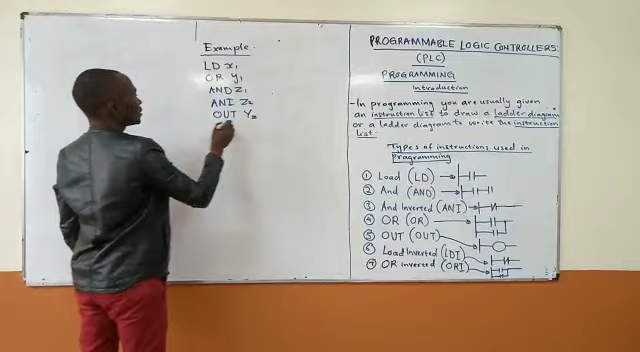 Example.
LD X1
OR Y1
AND Z1
ANI Z2
OUT Y2
PROGRAMMABLE LOGIC CONTROLLERS
(PLC)
PROGRAMMING
Introduction
- In programming you are usually given
an instruction list to draw a ladder diagram
or a ladder diagram to write the instruction
list.
Types of instructions used in
programming
① Load (LD)
② And (AND)
③ And Inverted (ANI)
④ OR (OR)
⑤ OUT (OUT)
⑥ Load Inverted (LDI)
⑦ OR inverted (ORI)